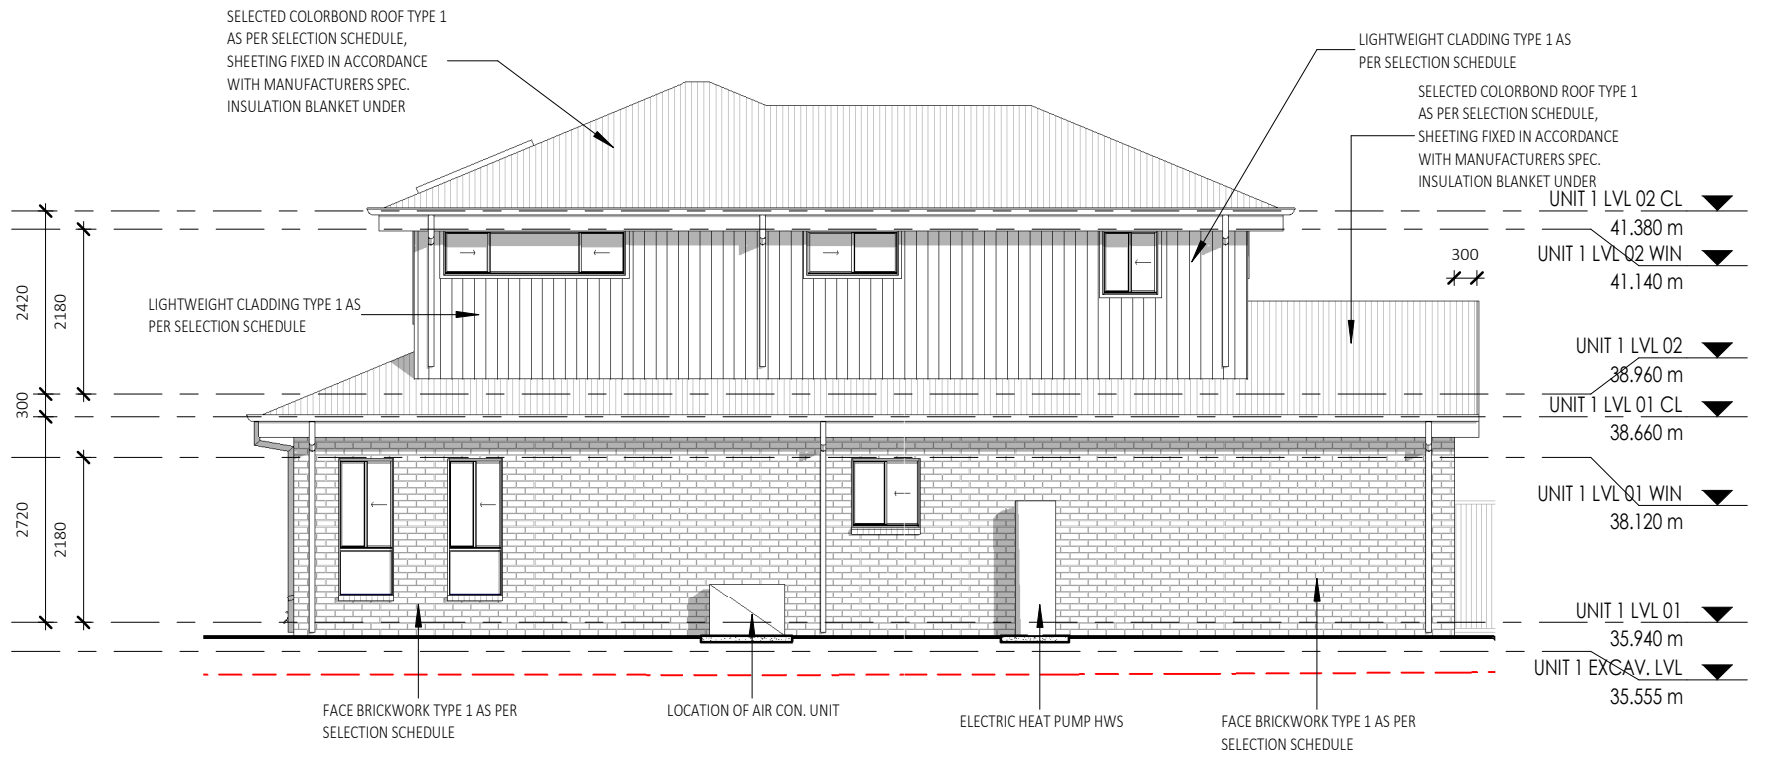 SELECTED COLORBOND ROOF TYPE 1
AS PER SELECTION SCHEDULE,
SHEETING FIXED IN ACCORDANCE
WITH MANUFACTURERS SPEC.
INSULATION BLANKET UNDER
LIGHTWEIGHT CLADDING TYPE 1 AS
PER SELECTION SCHEDULE
SELECTED COLORBOND ROOF TYPE 1
AS PER SELECTION SCHEDULE,
SHEETING FIXED IN ACCORDANCE
WITH MANUFACTURERS SPEC.
INSULATION BLANKET UNDER
UNIT 1 LVL 02 CL
41.380 m
UNIT 1 LVL 02 WIN
41.140 m
300
2420
2180
LIGHTWEIGHT CLADDING TYPE 1 AS
PER SELECTION SCHEDULE
UNIT 1 LVL 02
38.960 m
300
UNIT 1 LVL 01 CL
38.660 m
UNIT 1 LVL 01 WIN
38.120 m
2720
2180
UNIT 1 LVL 01
35.940 m
UNIT 1 EXCAV. LVL
35.555 m
FACE BRICKWORK TYPE 1 AS PER
SELECTION SCHEDULE
LOCATION OF AIR CON. UNIT
ELECTRIC HEAT PUMP HWS
FACE BRICKWORK TYPE 1 AS PER
SELECTION SCHEDULE